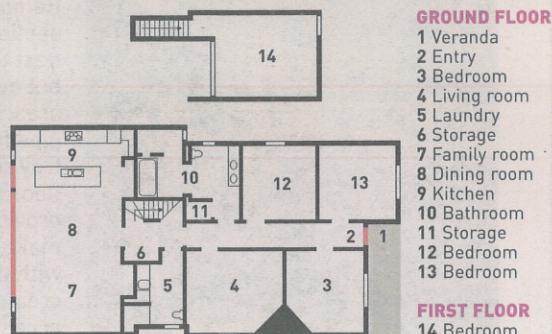 GROUND FLOOR
1 Veranda
2 Entry
3 Bedroom
4 Living room
5 Laundry
6 Storage
7 Family room
8 Dining room
9 Kitchen
10 Bathroom
11 Storage
12 Bedroom
13 Bedroom
FIRST FLOOR
14 Bedroom
14
9
10
12
13
11
8
2
1
6
7
5
4
3